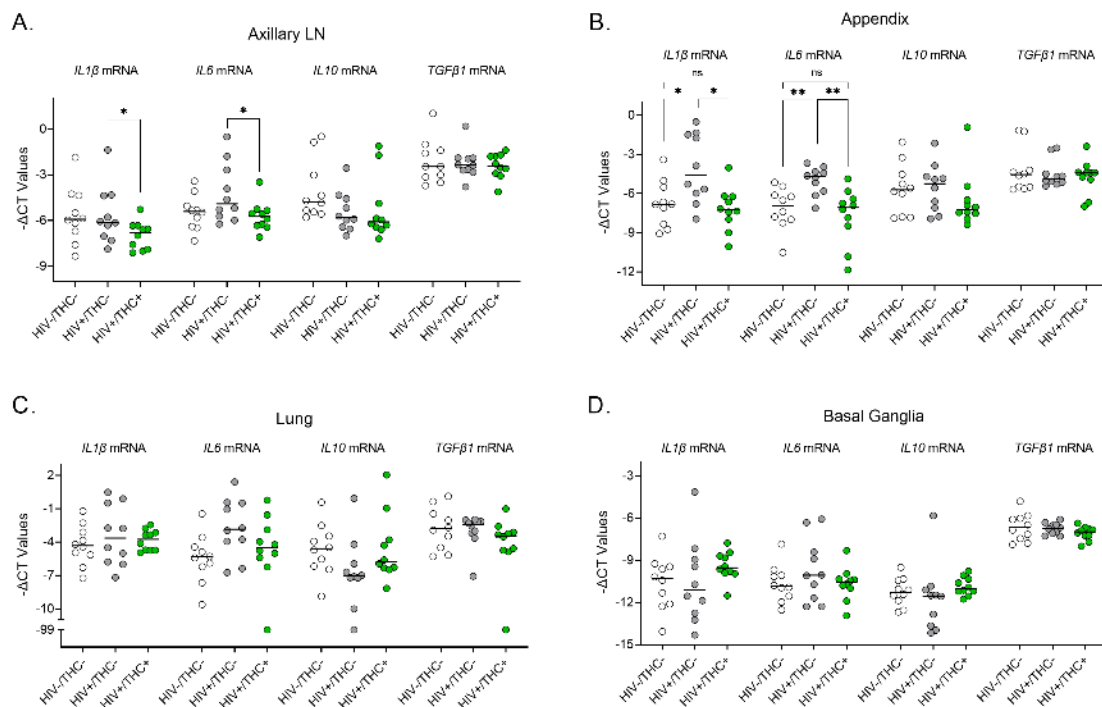 A.
Axillary LN
IL1β mRNA IL6 mRNA IL10 mRNA TGFβ1 mRNA
* *
0
-3
-6
-9
-ΔCT Values
HIV-/THC- HIV+/THC- HIV+/THC+ HIV-/THC- HIV+/THC- HIV+/THC+ HIV-/THC- HIV+/THC- HIV+/THC+ HIV-/THC- HIV+/THC- HIV+/THC+
B.
Appendix
IL1β mRNA IL6 mRNA IL10 mRNA TGFβ1 mRNA
ns ns
* * ** **
0
-3
-6
-9
-12
-ΔCT Values
HIV-/THC- HIV+/THC- HIV+/THC+ HIV-/THC- HIV+/THC- HIV+/THC+ HIV-/THC- HIV+/THC- HIV+/THC+ HIV-/THC- HIV+/THC- HIV+/THC+
C.
Lung
IL1β mRNA IL6 mRNA IL10 mRNA TGFβ1 mRNA
2
-1
-4
-7
-10
-99
-ΔCT Values
HIV-/THC- HIV+/THC- HIV+/THC+ HIV-/THC- HIV+/THC- HIV+/THC+ HIV-/THC- HIV+/THC- HIV+/THC+ HIV-/THC- HIV+/THC- HIV+/THC+
D.
Basal Ganglia
IL1β mRNA IL6 mRNA IL10 mRNA TGFβ1 mRNA
-3
-6
-9
-12
-15
-ΔCT Values
HIV-/THC- HIV+/THC- HIV+/THC+ HIV-/THC- HIV+/THC- HIV+/THC+ HIV-/THC- HIV+/THC- HIV+/THC+ HIV-/THC- HIV+/THC- HIV+/THC+